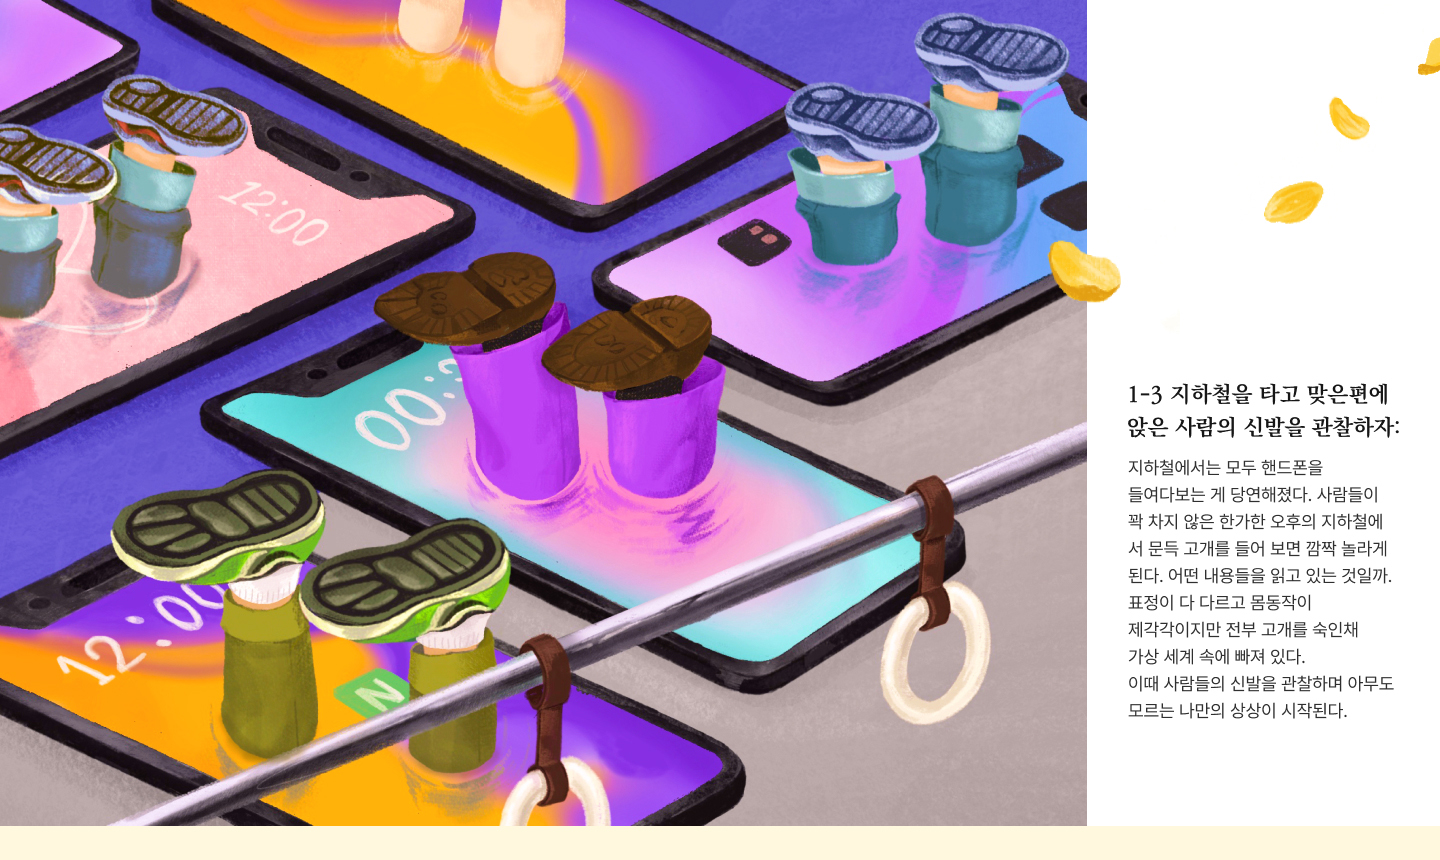 12:00
00:
12:00
N
1-3 지하철을 타고 맞은편에
앉은 사람의 신발을 관찰하자:
지하철에서는 모두 핸드폰을
들여다보는 게 당연해졌다. 사람들이
꽉 차지 않은 한가한 오후의 지하철에
서 문득 고개를 들어 보면 깜짝 놀라게
된다. 어떤 내용들을 읽고 있는 것일까.
표정이 다 다르고 몸동작이
제각각이지만 전부 고개를 숙인채
가상 세계 속에 빠져 있다.
이때 사람들의 신발을 관찰하며 아무도
모르는 나만의 상상이 시작된다.